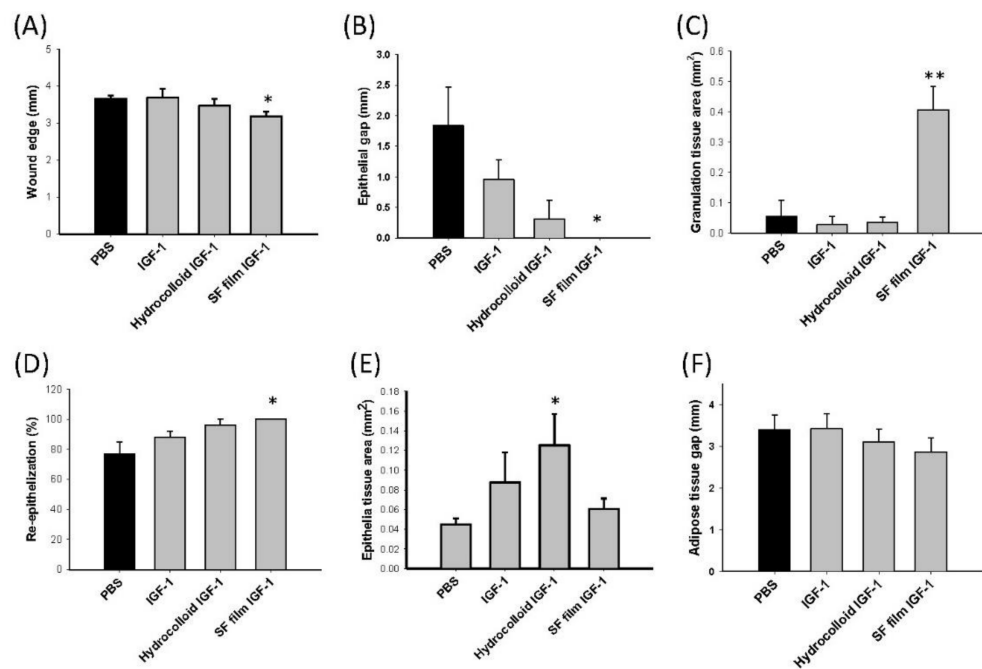 (A)
Wound edge (mm)
5
4
3
2
1
0
*
PBS
IGF-1
Hydrocolloid IGF-1
SF film IGF-1
(B)
Epithelial gap (mm)
3.0
2.5
2.0
1.5
1.0
0.5
0.0
*
PBS
IGF-1
Hydrocolloid IGF-1
SF film IGF-1
(C)
Granulation tissue area (mm²)
0.6
0.5
0.4
0.3
0.2
0.1
0.0
**
PBS
IGF-1
Hydrocolloid IGF-1
SF film IGF-1
(D)
Re-epithelization (%)
120
100
80
60
40
20
0
*
PBS
IGF-1
Hydrocolloid IGF-1
SF film IGF-1
(E)
Epithelia tissue area (mm²)
0.18
0.16
0.14
0.12
0.10
0.08
0.06
0.04
0.02
0.00
*
PBS
IGF-1
Hydrocolloid IGF-1
SF film IGF-1
(F)
Adipose tissue gap (mm)
4
3
2
1
0
PBS
IGF-1
Hydrocolloid IGF-1
SF film IGF-1